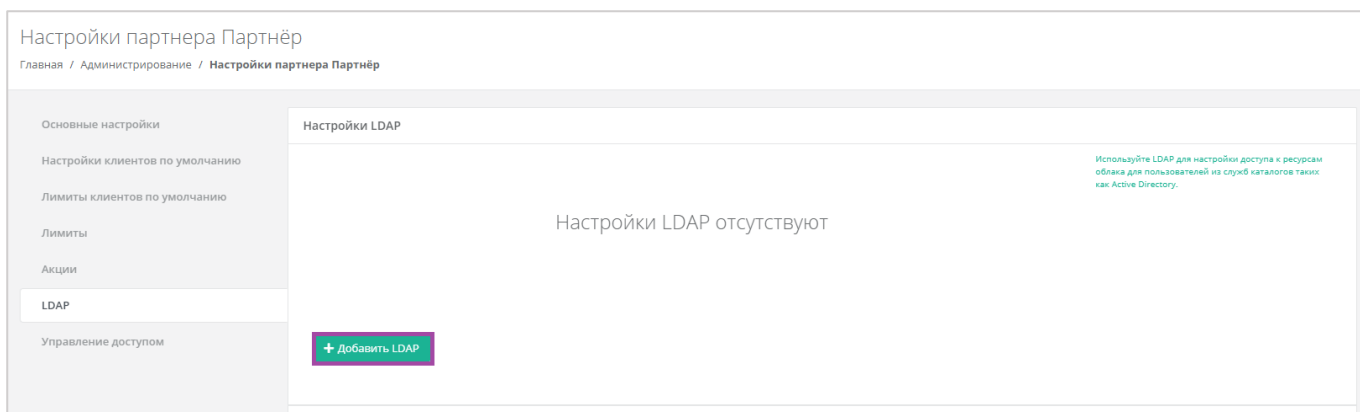 Настройки партнера Партнёр
Главная / Администрирование / Настройки партнера Партнёр
Основные настройки
Настройки клиентов по умолчанию
Лимиты клиентов по умолчанию
Лимиты
Акции
LDAP
Управление доступом
Настройки LDAP
Используйте LDAP для настройки доступа к ресурсам
облака для пользователей из служб каталогов таких
как Active Directory.
Настройки LDAP отсутствуют
+ Добавить LDAP